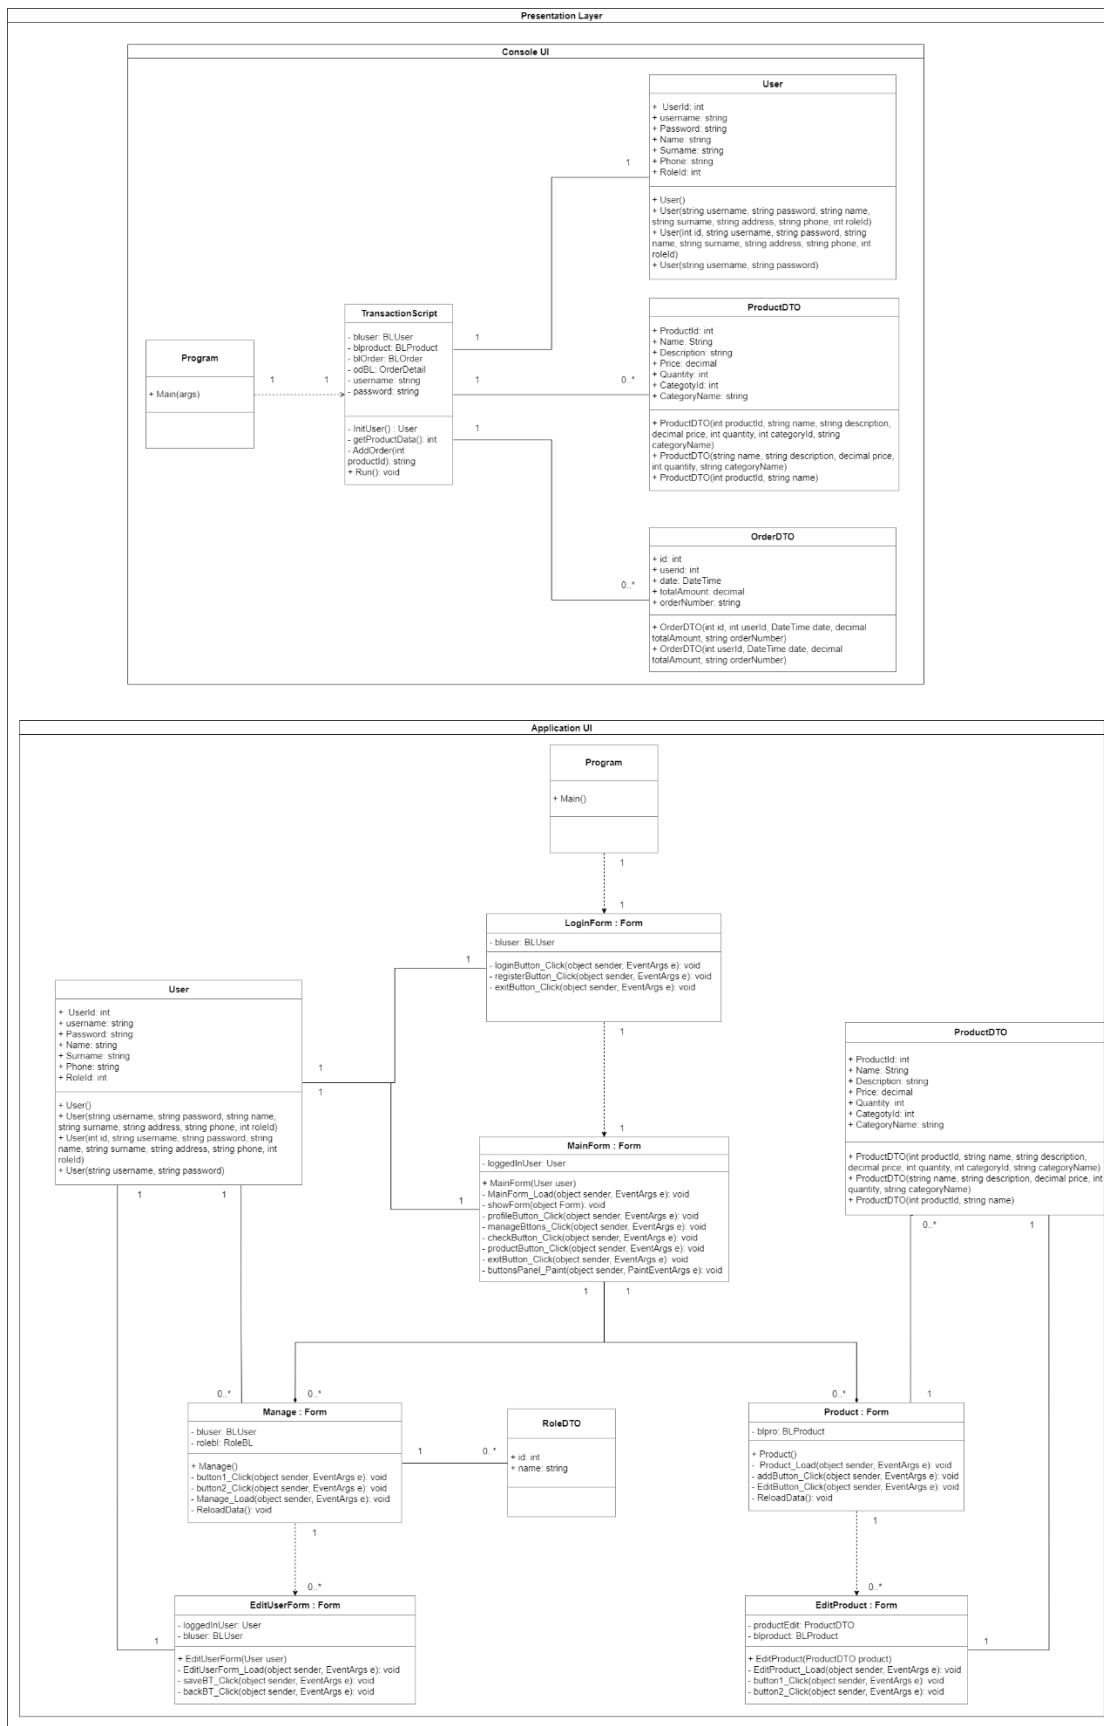 Presentation Layer
Console UI
User
+ UserId: int
+ username: string
+ Password: string
+ Name: string
+ Surname: string
+ Phone: string
+ RoleId: int
+ User()
+ User(string username, string password, string name,
string surname, string address, string phone, int roleId)
+ User(int id, string username, string password, string
name, string surname, string address, string phone, int
roleId)
+ User(string username, string password)
1
TransactionScript
- bluser: BLUser
- blproduct: BLProduct
- blOrder: BLOrder
- odBL: OrderDetail
- username: string
- password: string
- InitUser() : User
- getProductData(): int
- AddOrder(int
productId): string
+ Run(): void
1
1
1
Program
+ Main(args)
1
1
ProductDTO
+ ProductId: int
+ Name: String
+ Description: string
+ Price: decimal
+ Quantity: int
+ CategotyId: int
+ CategoryName: string
+ ProductDTO(int productId, string name, string description,
decimal price, int quantity, int categoryId, string
categoryName)
+ ProductDTO(string name, string description, decimal price,
int quantity, string categoryName)
+ ProductDTO(int productId, string name)
0..*
OrderDTO
+ id: int
+ userid: int
+ date: DateTime
+ totalAmount: decimal
+ orderNumber: string
+ OrderDTO(int id, int userId, DateTime date, decimal
totalAmount, string orderNumber)
+ OrderDTO(int userId, DateTime date, decimal
totalAmount, string orderNumber)
0..*
Application UI
Program
+ Main()
1
1
LoginForm : Form
- bluser: BLUser
- loginButton_Click(object sender, EventArgs e): void
- registerButton_Click(object sender, EventArgs e): void
- exitButton_Click(object sender, EventArgs e): void
1
1
User
+ UserId: int
+ username: string
+ Password: string
+ Name: string
+ Surname: string
+ Phone: string
+ RoleId: int
+ User()
+ User(string username, string password, string name,
string surname, string address, string phone, int roleId)
+ User(int id, string username, string password, string
name, string surname, string address, string phone, int
roleId)
+ User(string username, string password)
1
1
1
1
ProductDTO
+ ProductId: int
+ Name: String
+ Description: string
+ Price: decimal
+ Quantity: int
+ CategotyId: int
+ CategoryName: string
+ ProductDTO(int productId, string name, string description,
decimal price, int quantity, int categoryId, string categoryName)
+ ProductDTO(string name, string description, decimal price, int
quantity, string categoryName)
+ ProductDTO(int productId, string name)
0..*
1
1
MainForm : Form
- loggedInUser: User
+ MainForm(User user)
- MainForm_Load(object sender, EventArgs e): void
- showForm(object Form): void
- profileButton_Click(object sender, EventArgs e): void
- manageBttons_Click(object sender, EventArgs e): void
- checkButton_Click(object sender, EventArgs e): void
- productButton_Click(object sender, EventArgs e): void
- exitButton_Click(object sender, EventArgs e): void
- buttonsPanel_Paint(object sender, PaintEventArgs e): void
1
1
1
0..*
0..*
Manage : Form
- bluser: BLUser
- rolebl: RoleBL
+ Manage()
- button1_Click(object sender, EventArgs e): void
- button2_Click(object sender, EventArgs e): void
- Manage_Load(object sender, EventArgs e): void
- ReloadData(): void
1
0..*
RoleDTO
+ id: int
+ name: string
0..*
1
Product : Form
- blpro: BLProduct
+ Product()
- Product_Load(object sender, EventArgs e): void
- addButton_Click(object sender, EventArgs e): void
- EditButton_Click(object sender, EventArgs e): void
- ReloadData(): void
1
0..*
1
EditUserForm : Form
- loggedInUser: User
- bluser: BLUser
+ EditUserForm(User user)
- EditUserForm_Load(object sender, EventArgs e): void
- saveBT_Click(object sender, EventArgs e): void
- backBT_Click(object sender, EventArgs e): void
1
0..*
EditProduct : Form
- productEdit: ProductDTO
- blproduct: BLProduct
+ EditProduct(ProductDTO product)
- EditProduct_Load(object sender, EventArgs e): void
- button1_Click(object sender, EventArgs e): void
- button2_Click(object sender, EventArgs e): void
1